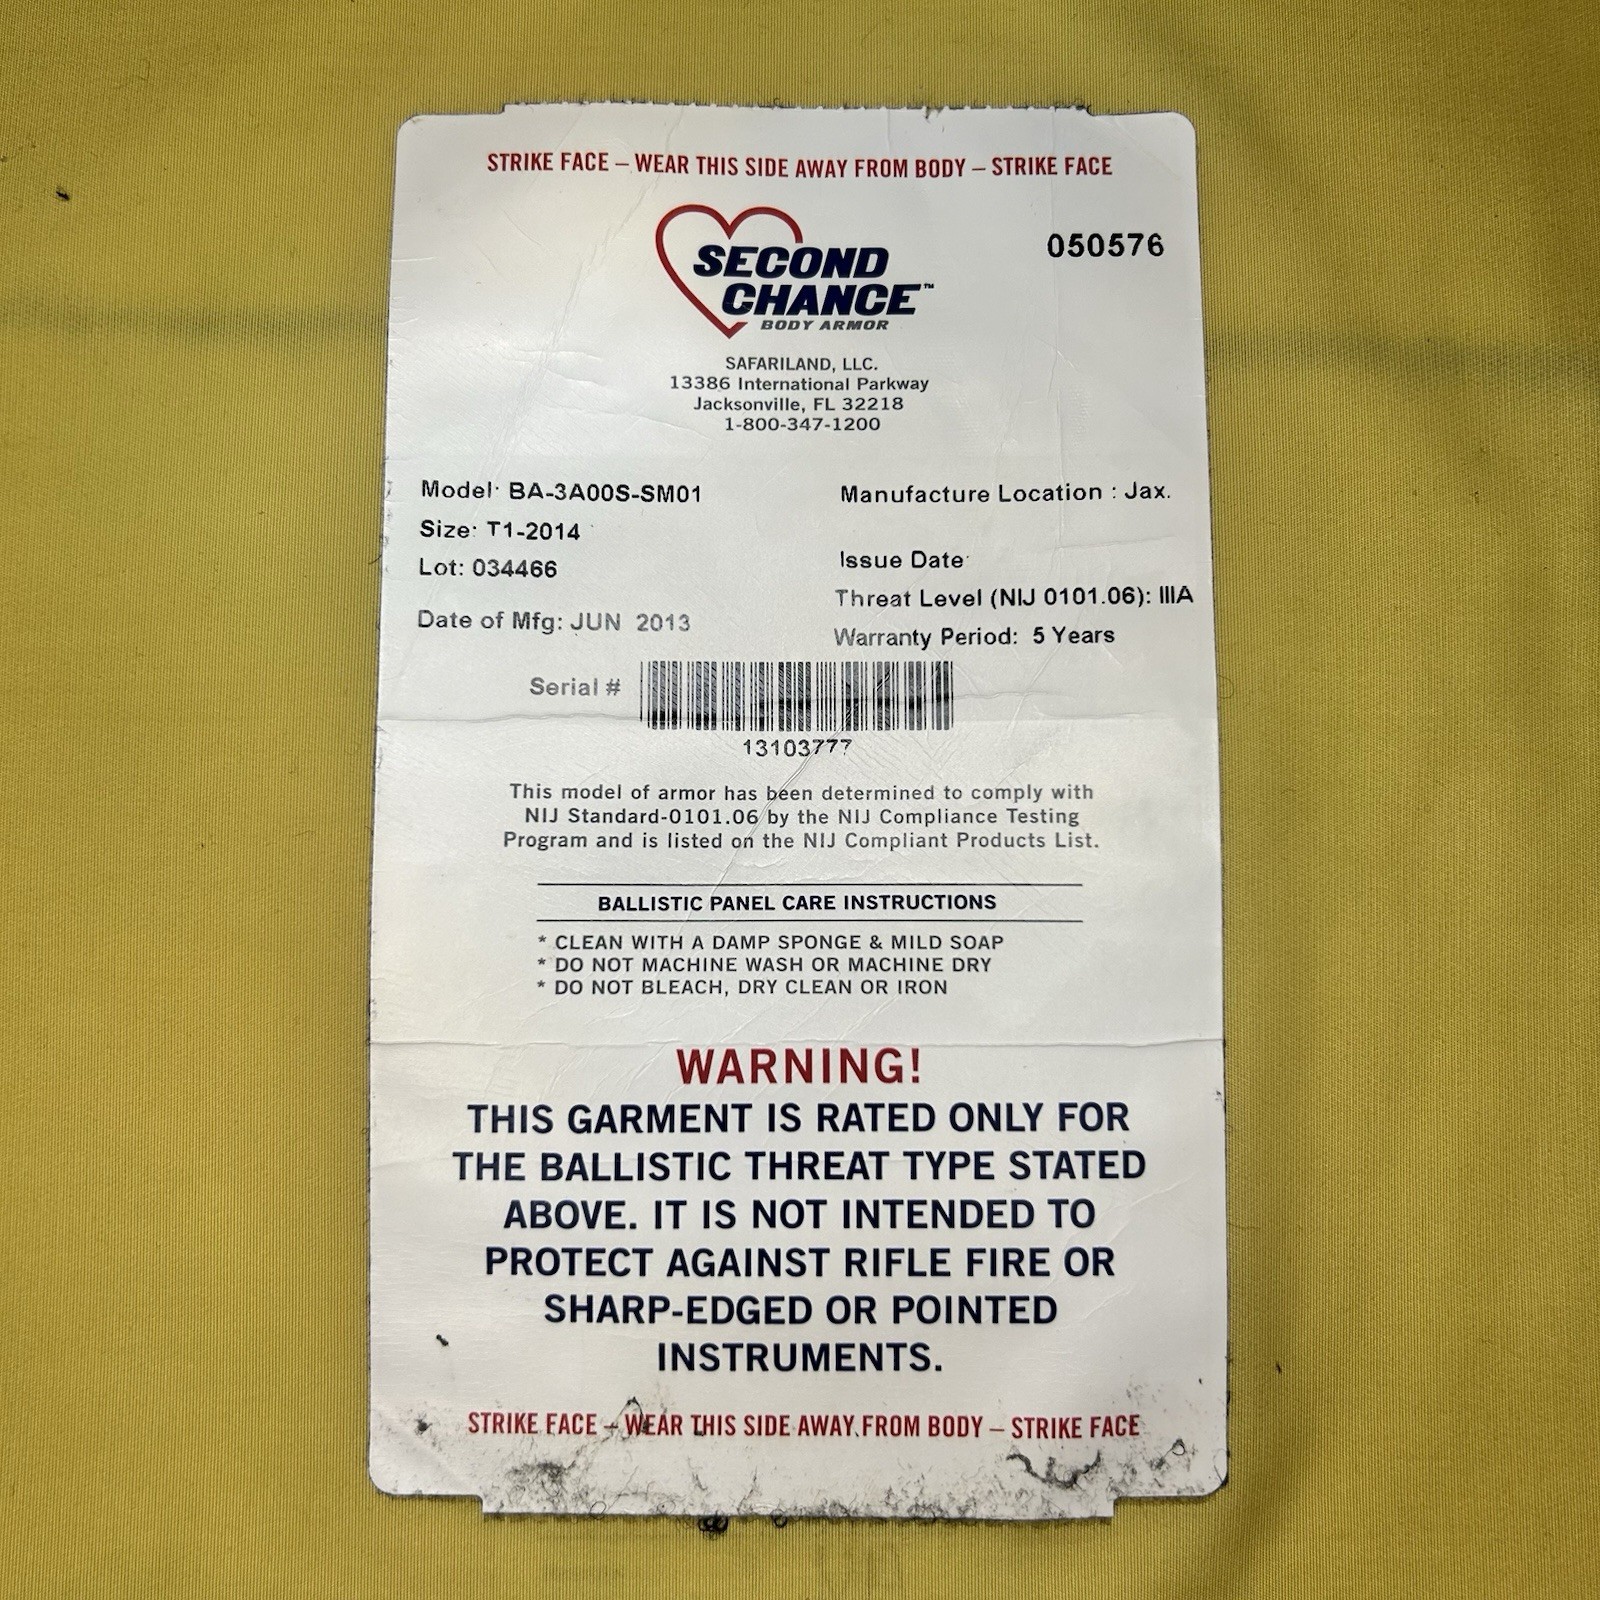 STRIKE FACE – WEAR THIS SIDE AWAY FROM BODY – STRIKE FACE
SECOND
CHANCE™
BODY ARMOR
050576
SAFARILAND, LLC.
13386 International Parkway
Jacksonville, FL 32218
1-800-347-1200
Model: BA-3A00S-SM01
Size: T1-2014
Lot: 034466
Date of Mfg: JUN 2013
Manufacture Location : Jax.
Issue Date:
Threat Level (NIJ 0101.06): IIIA
Warranty Period: 5 Years
Serial #
13103777
This model of armor has been determined to comply with
NIJ Standard-0101.06 by the NIJ Compliance Testing
Program and is listed on the NIJ Compliant Products List.
BALLISTIC PANEL CARE INSTRUCTIONS
* CLEAN WITH A DAMP SPONGE & MILD SOAP
* DO NOT MACHINE WASH OR MACHINE DRY
* DO NOT BLEACH, DRY CLEAN OR IRON
WARNING!
THIS GARMENT IS RATED ONLY FOR
THE BALLISTIC THREAT TYPE STATED
ABOVE. IT IS NOT INTENDED TO
PROTECT AGAINST RIFLE FIRE OR
SHARP-EDGED OR POINTED
INSTRUMENTS.
STRIKE FACE – WEAR THIS SIDE AWAY FROM BODY – STRIKE FACE